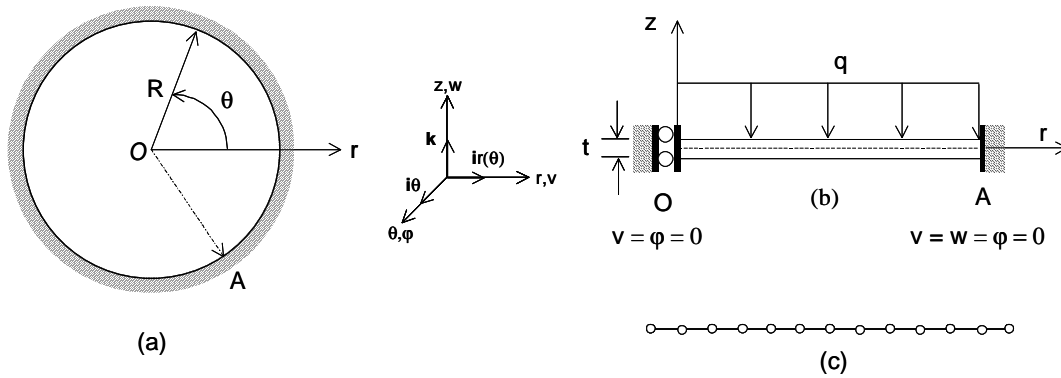 R
θ
O
r
A
(a)
z,w
k
ir(θ)
r,v
iθ
θ,φ
z
q
r
t
O
(b)
A
v = φ = 0
v = w = φ = 0
(c)